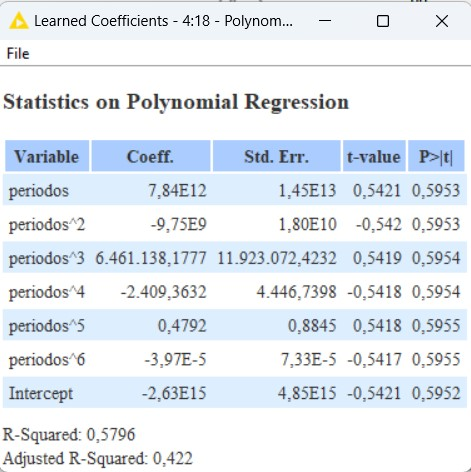 Learned Coefficients - 4:18 - Polynom...
File
Statistics on Polynomial Regression
Variable Coeff. Std. Err. t-value P>|t|
periodos 7,84E12 1,45E13 0,5421 0,5953
periodos^2 -9,75E9 1,80E10 -0,542 0,5953
periodos^3 6.461.138,1777 11.923.072,4232 0,5419 0,5954
periodos^4 -2.409,3632 4.446,7398 -0,5418 0,5954
periodos^5 0,4792 0,8845 0,5418 0,5955
periodos^6 -3,97E-5 7,33E-5 -0,5417 0,5955
Intercept -2,63E15 4,85E15 -0,5421 0,5952
R-Squared: 0,5796
Adjusted R-Squared: 0,422